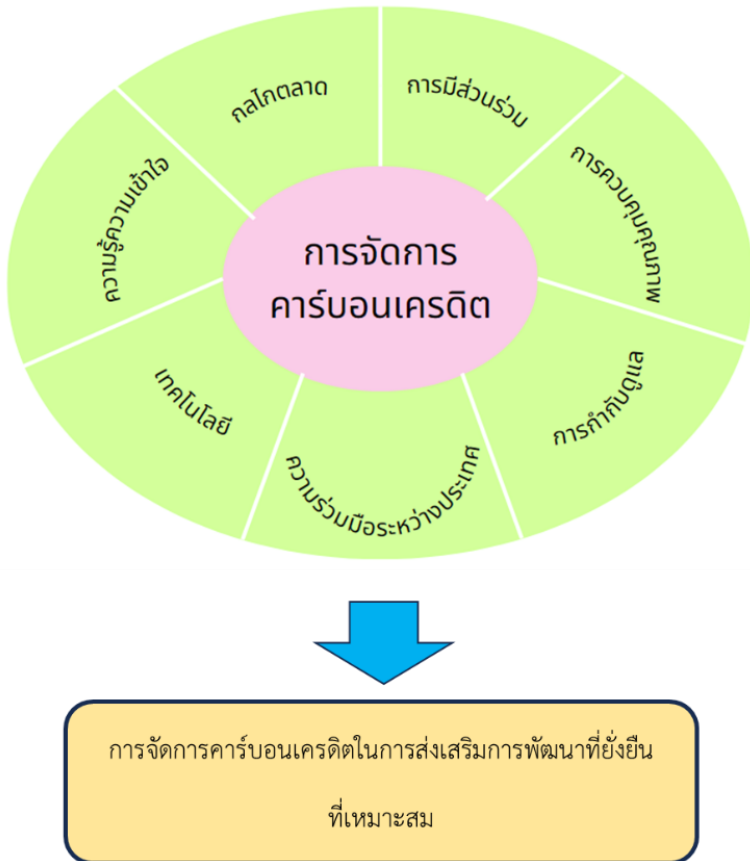 กลไกตลาด
การมีส่วนร่วม
การควบคุมคุณภาพ
ความรู้ความเข้าใจ
การจัดการ
คาร์บอนเครดิต
เทคโนโลยี
ความร่วมมือระหว่างประเทศ
การกำกับดูแล
การจัดการคาร์บอนเครดิตในการส่งเสริมการพัฒนาที่ยั่งยืน
ที่เหมาะสม